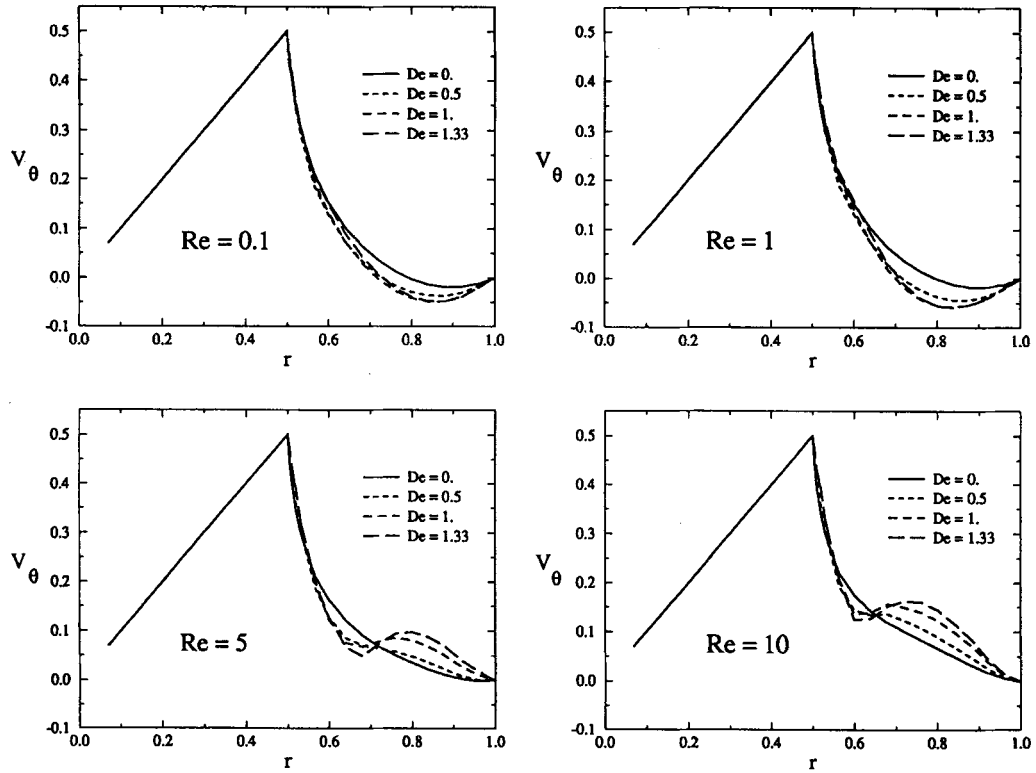 0.5
0.4
0.3
0.2
0.1
0.0
-0.1
V θ
De = 0.
De = 0.5
De = 1.
De = 1.33
Re = 0.1
0.0 0.2 0.4 0.6 0.8 1.0
r
0.5
0.4
0.3
0.2
0.1
0.0
-0.1
V θ
De = 0.
De = 0.5
De = 1.
De = 1.33
Re = 1
0.0 0.2 0.4 0.6 0.8 1.0
r
0.5
0.4
0.3
0.2
0.1
0.0
-0.1
V θ
De = 0.
De = 0.5
De = 1.
De = 1.33
Re = 5
0.0 0.2 0.4 0.6 0.8 1.0
r
0.5
0.4
0.3
0.2
0.1
0.0
-0.1
V θ
De = 0.
De = 0.5
De = 1.
De = 1.33
Re = 10
0.0 0.2 0.4 0.6 0.8 1.0
r